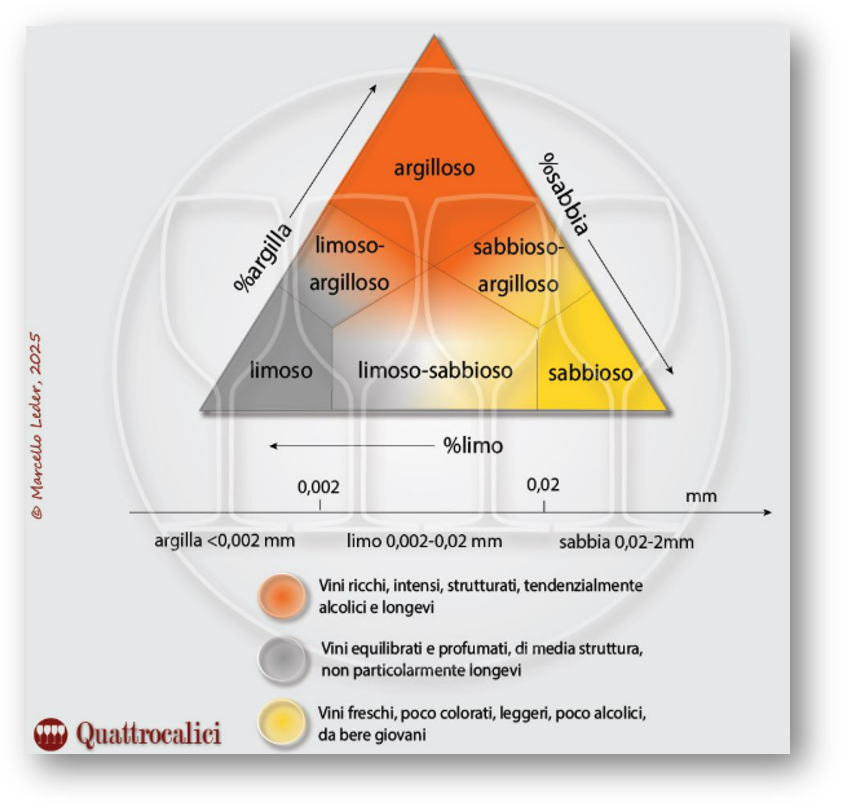 argilloso
%argilla
%sabbia
limoso-
argilloso
sabbioso-
argilloso
limoso
limoso-sabbioso
sabbioso
%limo
0,002
0,02
mm
argilla <0,002 mm
limo 0,002-0,02 mm
sabbia 0,02-2mm
Vini ricchi, intensi, strutturati, tendenzialmente
alcolici e longevi
Vini equilibrati e profumati, di media struttura,
non particolarmente longevi
Vini freschi, poco colorati, leggeri, poco alcolici,
da bere giovani
© Marcello Leder, 2025
Quattrocalici